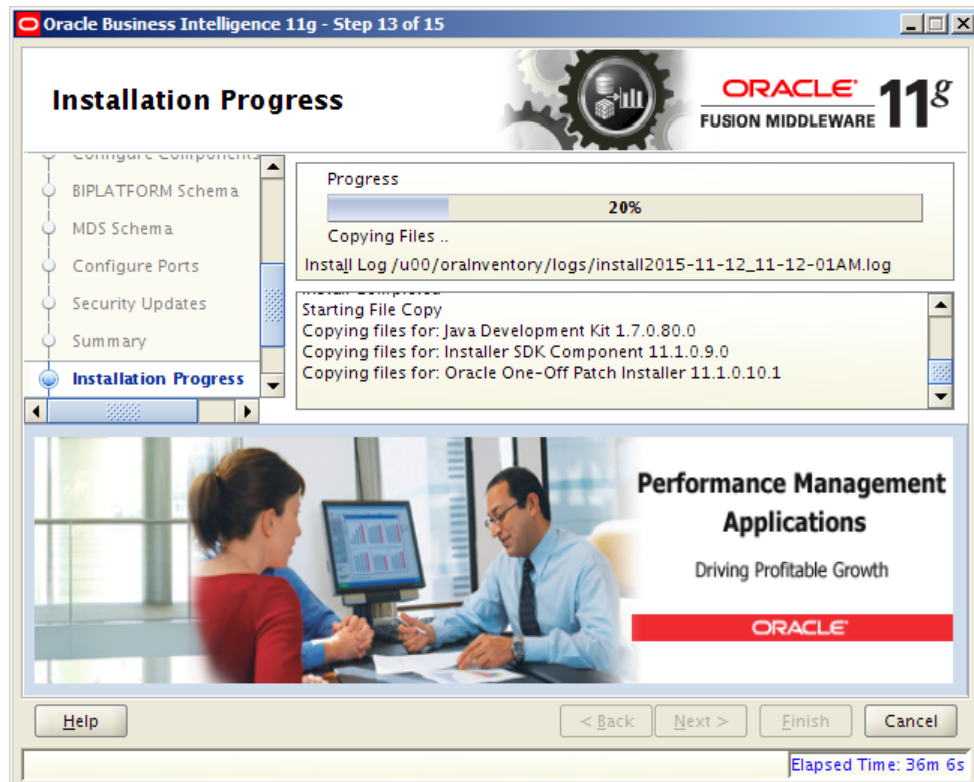 Oracle Business Intelligence 11g - Step 13 of 15
Installation Progress
ORACLE
FUSION MIDDLEWARE
11g
Configure Components
BIPLATFORM Schema
MDS Schema
Configure Ports
Security Updates
Summary
Installation Progress
Progress
20%
Copying Files ..
Install Log /u00/oraInventory/logs/install2015-11-12_11-12-01AM.log
Install Completed
Starting File Copy
Copying files for: Java Development Kit 1.7.0.80.0
Copying files for: Installer SDK Component 11.1.0.9.0
Copying files for: Oracle One-Off Patch Installer 11.1.0.10.1
Performance Management
Applications
Driving Profitable Growth
ORACLE
Help
< Back
Next >
Finish
Cancel
Elapsed Time: 36m 6s